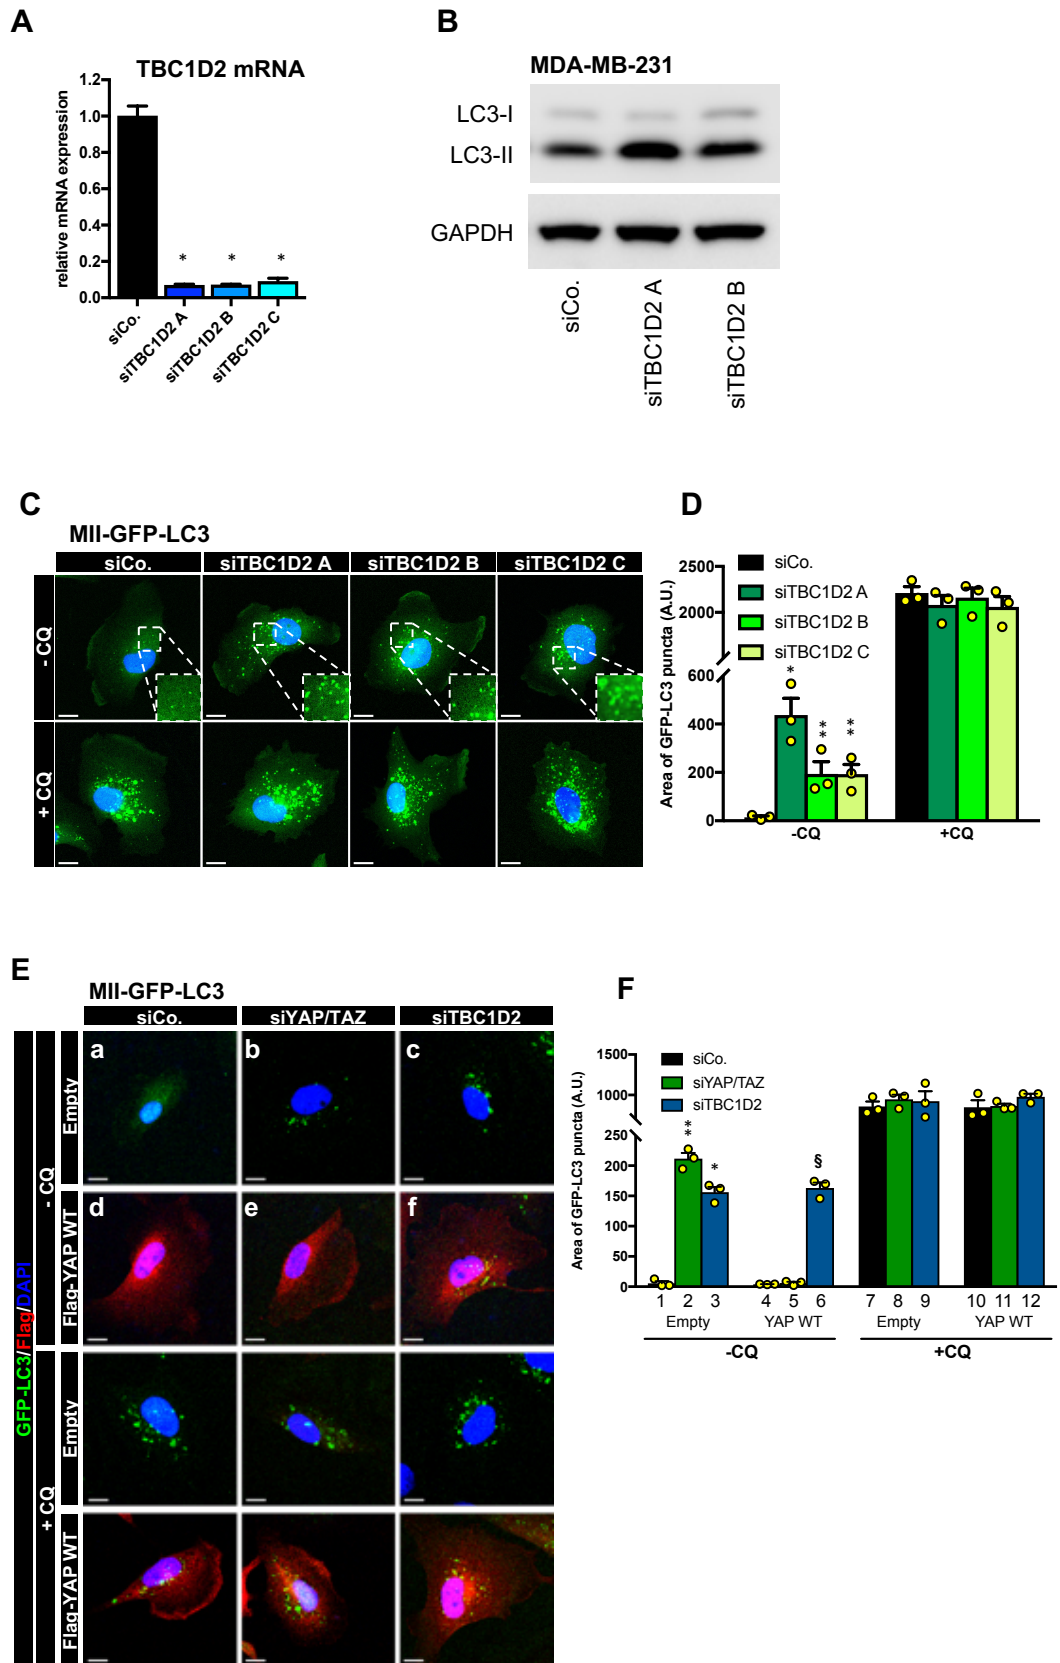 A
TBC1D2 mRNA
relative mRNA expression
1.2
1.0
0.8
0.6
0.4
0.2
0.0
* * *
siCo.
siTBC1D2 A
siTBC1D2 B
siTBC1D2 C
B
MDA-MB-231
LC3-I
LC3-II
GAPDH
siCo.
siTBC1D2 A
siTBC1D2 B
C
MII-GFP-LC3
siCo. siTBC1D2 A siTBC1D2 B siTBC1D2 C
- CQ
+ CQ
D
siCo.
siTBC1D2 A
siTBC1D2 B
siTBC1D2 C
Area of GFP-LC3 puncta (A.U.)
2500
2000
600
400
200
0
* ** **
-CQ +CQ
E
MII-GFP-LC3
siCo. siYAP/TAZ siTBC1D2
GFP-LC3/Flag/DAPI
- CQ
+ CQ
Empty
Flag-YAP WT
Empty
Flag-YAP WT
a b c
d e f
F
siCo.
siYAP/TAZ
siTBC1D2
Area of GFP-LC3 puncta (A.U.)
1500
1000
250
200
150
100
50
0
** * §
1 2 3 4 5 6 7 8 9 10 11 12
Empty YAP WT Empty YAP WT
-CQ +CQ